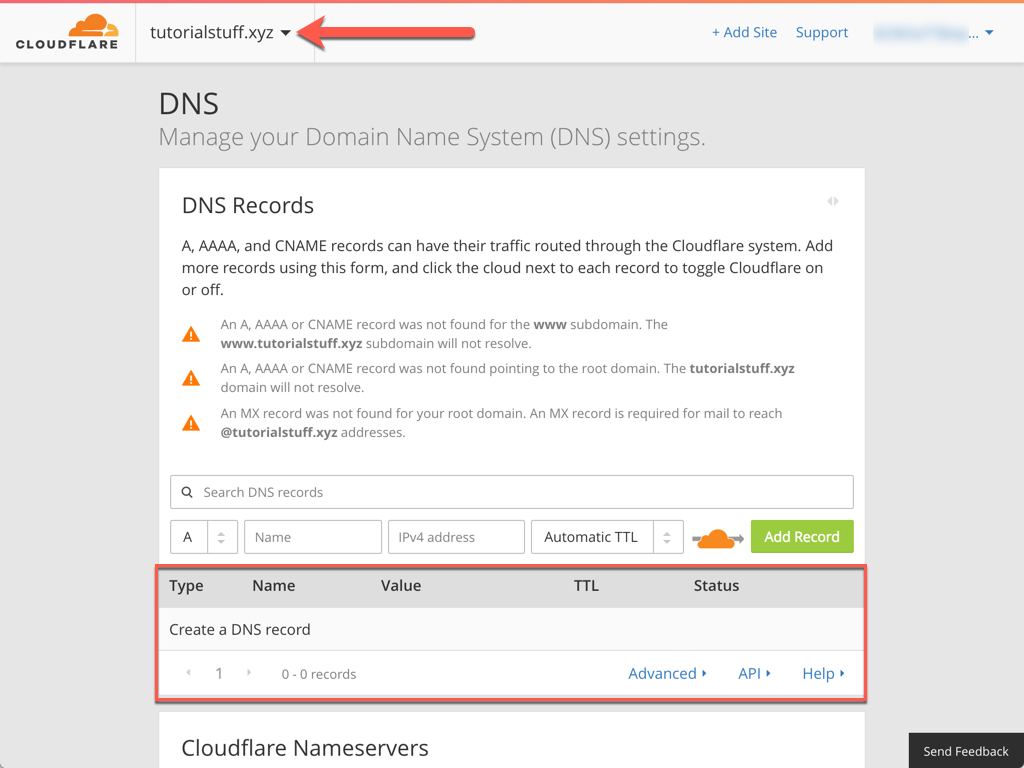 CLOUDFLARE
tutorialstuff.xyz
+ Add Site
Support
...
DNS
Manage your Domain Name System (DNS) settings.
DNS Records
A, AAAA, and CNAME records can have their traffic routed through the Cloudflare system. Add
more records using this form, and click the cloud next to each record to toggle Cloudflare on
or off.
An A, AAAA or CNAME record was not found for the www subdomain. The
www.tutorialstuff.xyz subdomain will not resolve.
An A, AAAA or CNAME record was not found pointing to the root domain. The tutorialstuff.xyz
domain will not resolve.
An MX record was not found for your root domain. An MX record is required for mail to reach
@tutorialstuff.xyz addresses.
Search DNS records
A
Name
IPv4 address
Automatic TTL
Add Record
Type Name Value TTL Status
Create a DNS record
1
0 - 0 records
Advanced
API
Help
Cloudflare Nameservers
Send Feedback